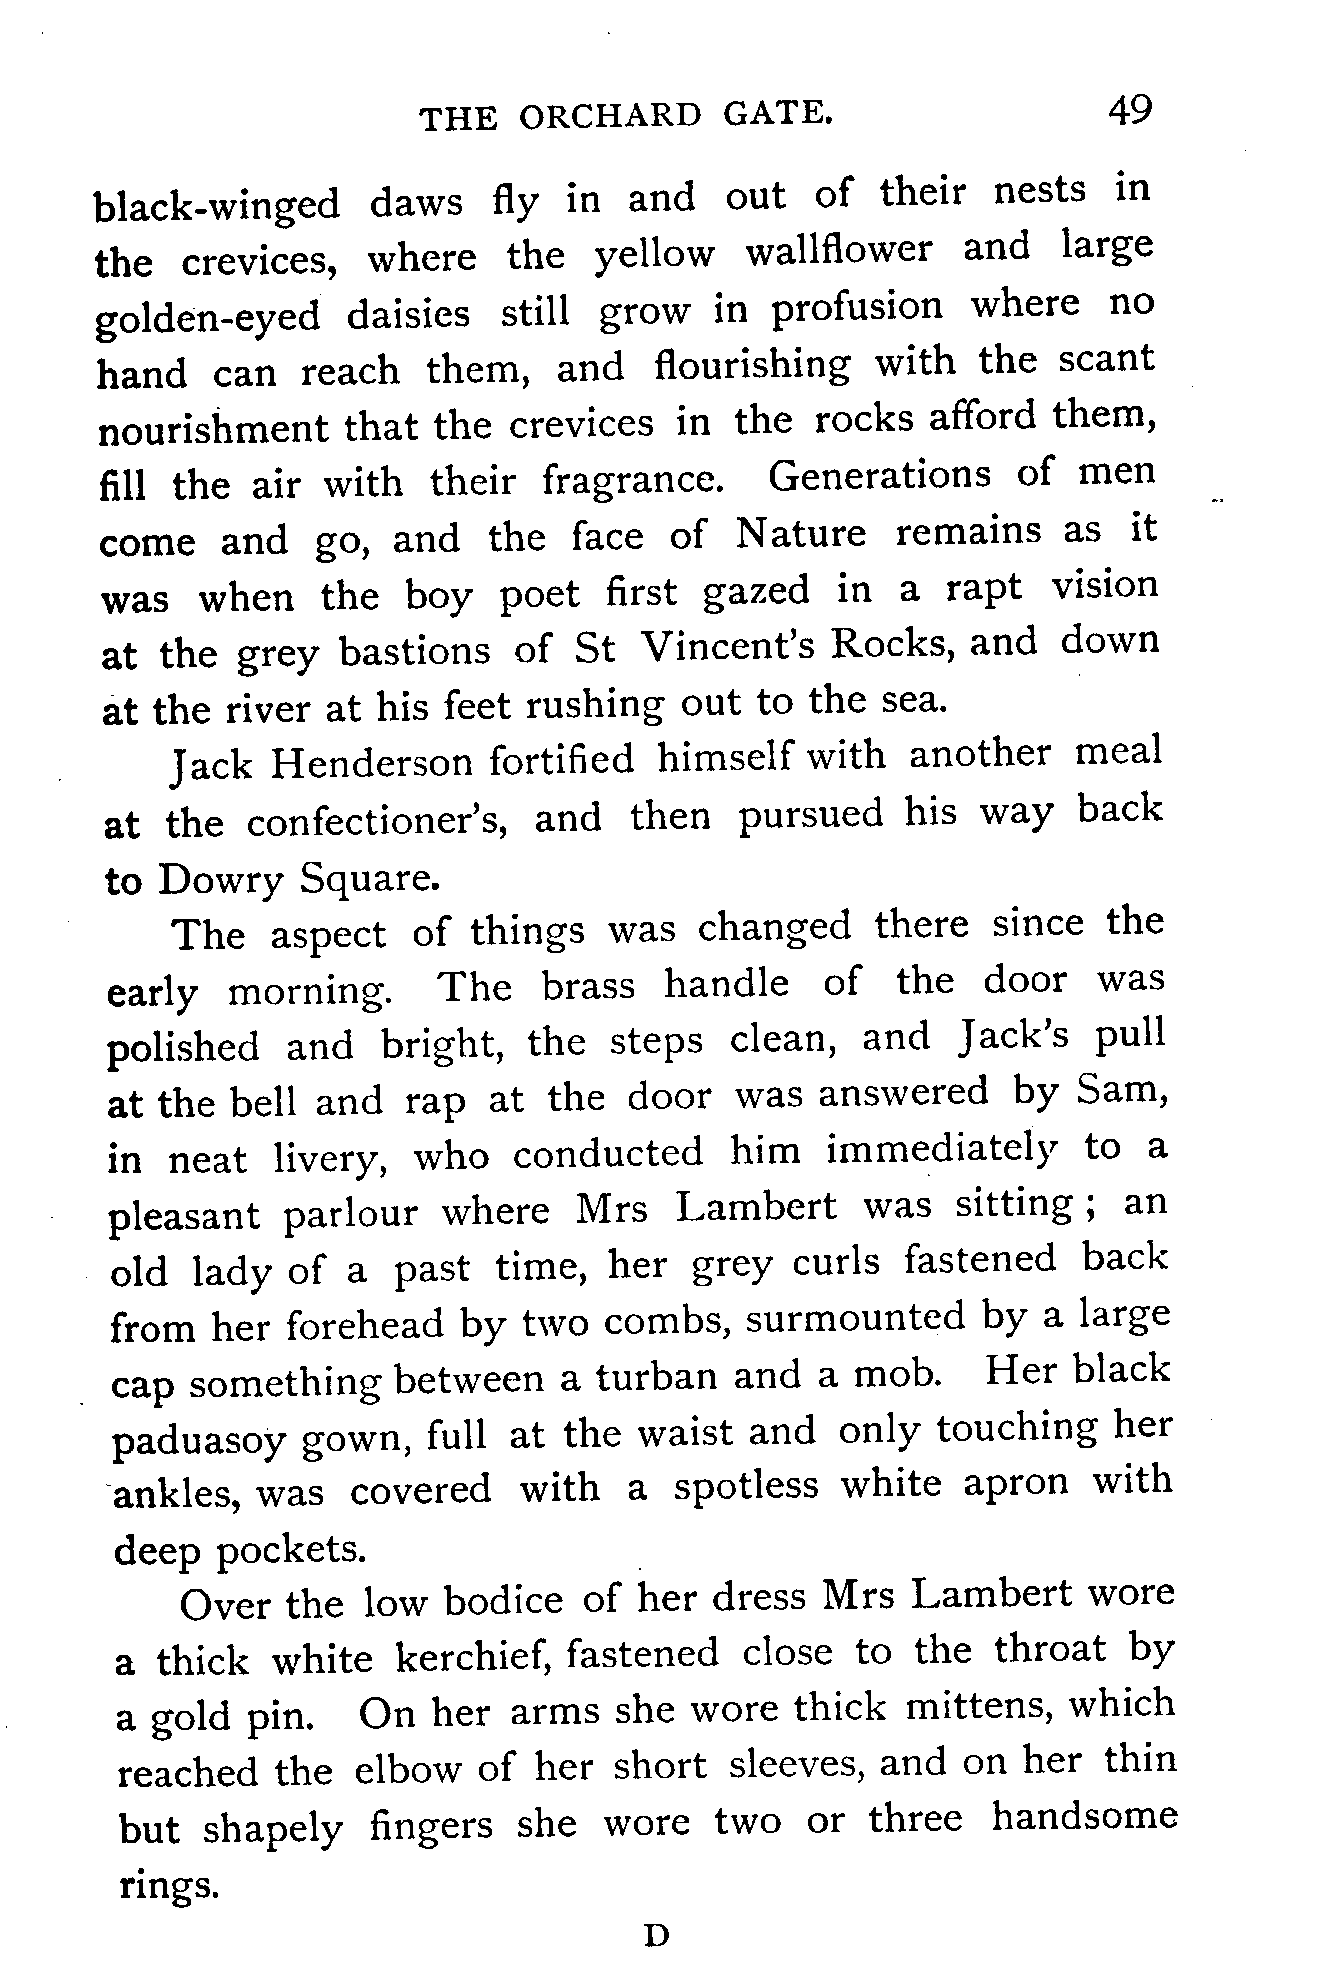 THE ORCHARD GATE. 49
black-winged daws fly in and out of their nests in
the crevices, where the yellow wallflower and large
golden-eyed daisies still grow in profusion where no
hand can reach them, and flourishing with the scant
nourishment that the crevices in the rocks afford them,
fill the air with their fragrance. Generations of men
come and go, and the face of Nature remains as it
was when the boy poet first gazed in a rapt vision
at the grey bastions of St Vincent's Rocks, and down
at the river at his feet rushing out to the sea.
Jack Henderson fortified himself with another meal
at the confectioner's, and then pursued his way back
to Dowry Square.
The aspect of things was changed there since the
early morning. The brass handle of the door was
polished and bright, the steps clean, and Jack's pull
at the bell and rap at the door was answered by Sam,
in neat livery, who conducted him immediately to a
pleasant parlour where Mrs Lambert was sitting ; an
old lady of a past time, her grey curls fastened back
from her forehead by two combs, surmounted by a large
cap something between a turban and a mob. Her black
paduasoy gown, full at the waist and only touching her
ankles, was covered with a spotless white apron with
deep pockets.
Over the low bodice of her dress Mrs Lambert wore
a thick white kerchief, fastened close to the throat by
a gold pin. On her arms she wore thick mittens, which
reached the elbow of her short sleeves, and on her thin
but shapely fingers she wore two or three handsome
rings.
D